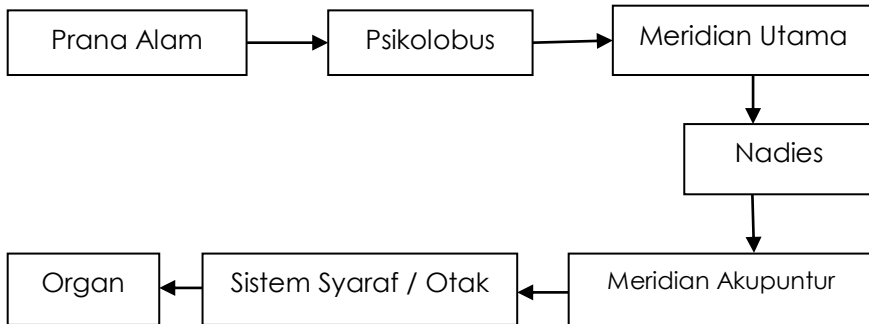 Prana Alam
Psikolobus
Meridian Utama
Nadies
Meridian Akupuntur
Sistem Syaraf / Otak
Organ